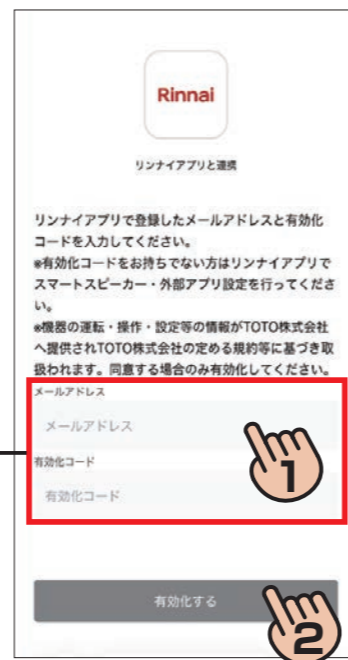 Rinnai
リンナイアプリと連携
リンナイアプリで登録したメールアドレスと有効化
コードを入力してください。
※有効化コードをお持ちでない方はリンナイアプリで
スマートスピーカー・外部アプリ設定を行ってくださ
い。
※機器の運転・操作・設定等の情報がTOTO株式会社
へ提供されTOTO株式会社の定める規約等に基づき取
扱われます。同意する場合のみ有効化してください。
メールアドレス
メールアドレス
1
有効化コード
有効化コード
有効化する
2